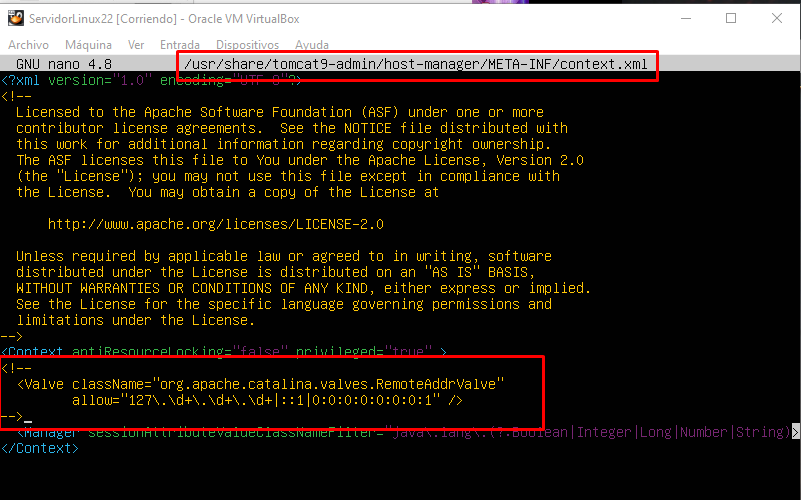 ServidorLinux22 [Corriendo] - Oracle VM VirtualBox
Archivo Máquina Ver Entrada Dispositivos Ayuda
GNU nano 4.8 /usr/share/tomcat9-admin/host-manager/META-INF/context.xml
<?xml version="1.0" encoding="UTF-8"?>
<!--
  Licensed to the Apache Software Foundation (ASF) under one or more
  contributor license agreements.  See the NOTICE file distributed with
  this work for additional information regarding copyright ownership.
  The ASF licenses this file to You under the Apache License, Version 2.0
  (the "License"); you may not use this file except in compliance with
  the License.  You may obtain a copy of the License at
      http://www.apache.org/licenses/LICENSE-2.0
  Unless required by applicable law or agreed to in writing, software
  distributed under the License is distributed on an "AS IS" BASIS,
  WITHOUT WARRANTIES OR CONDITIONS OF ANY KIND, either express or implied.
  See the License for the specific language governing permissions and
  limitations under the License.
-->
<Context antiResourceLocking="false" privileged="true" >
<!--
  <Valve className="org.apache.catalina.valves.RemoteAddrValve"
         allow="127\.\d+\.\d+\.\d+|::1|0:0:0:0:0:0:0:1" />
-->
  <Manager sessionAttributeValueClassNameFilter="java\.lang\.(?:Boolean|Integer|Long|Number|String)>
</Context>